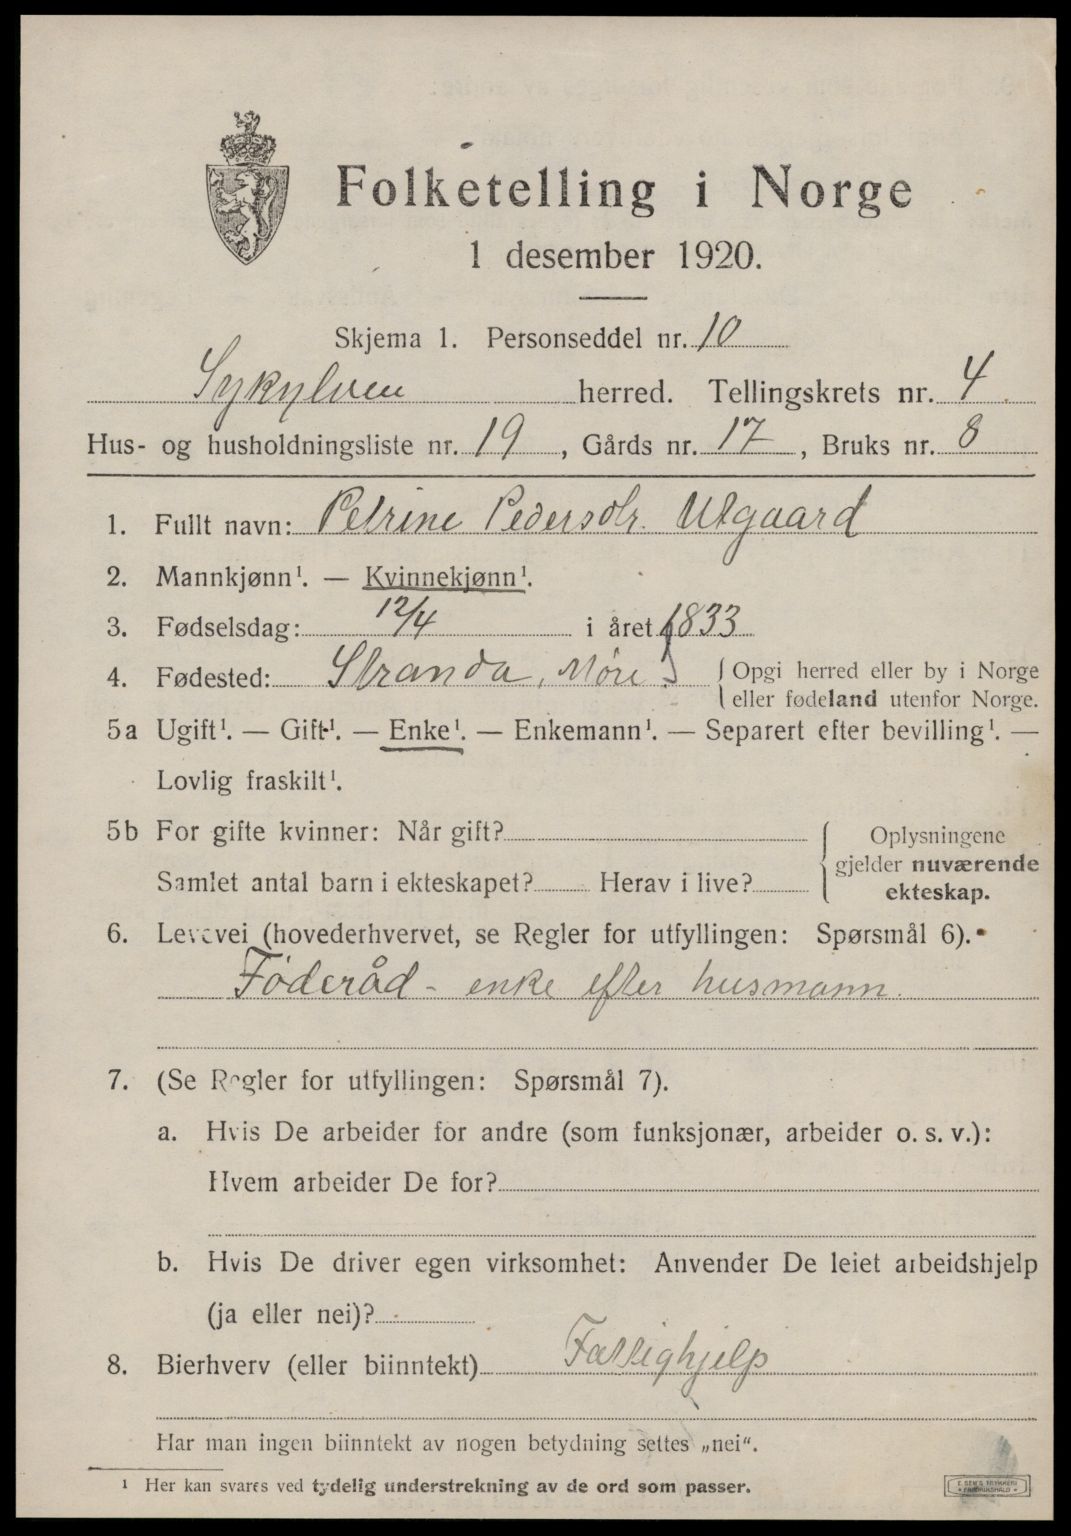 Folketelling i Norge
1 desember 1920.
Skjema 1. Personseddel nr. 10
Sykylven herred. Tellingskrets nr. 4
Hus- og husholdningsliste nr. 19, Gårds nr. 17, Bruks nr. 8
1. Fullt navn: Petrine Pedersdtr. Utgaard
2. Mannkjønn¹. — Kvinnekjønn¹.
3. Fødselsdag: 12/4 i året 1833
4. Fødested: Stranda, Møre { Opgi herred eller by i Norge
eller fødeland utenfor Norge.
5a Ugift¹. — Gift¹. — Enke¹. — Enkemann¹. — Separert efter bevilling¹. —
Lovlig fraskilt¹.
5b For gifte kvinner: Når gift?
Samlet antal barn i ekteskapet? Herav i live?
Oplysningene
gjelder nuværende
ekteskap.
6. Levevei (hovederhvervet, se Regler for utfyllingen: Spørsmål 6).
Føderåd - enke efter husmann.
7. (Se Regler for utfyllingen: Spørsmål 7).
a. Hvis De arbeider for andre (som funksjonær, arbeider o. s. v.):
Hvem arbeider De for?
b. Hvis De driver egen virksomhet: Anvender De leiet arbeidshjelp
(ja eller nei)?
8. Bierhverv (eller biinntekt) Fattighjelp
Har man ingen biinntekt av nogen betydning settes „nei“.
¹ Her kan svares ved tydelig understrekning av de ord som passer.